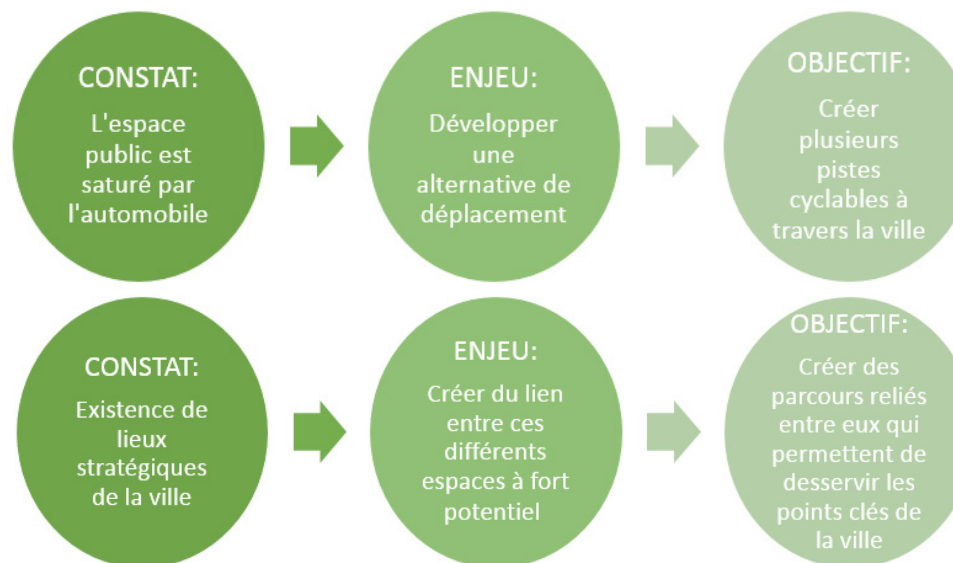 CONSTAT:
L'espace
public est
saturé par
l'automobile
ENJEU:
Développer
une
alternative de
déplacement
OBJECTIF:
Créer
plusieurs
pistes
cyclables à
travers la ville
CONSTAT:
Existence de
lieux
stratégiques
de la ville
ENJEU:
Créer du lien
entre ces
différents
espaces à fort
potentiel
OBJECTIF:
Créer des
parcours reliés
entre eux qui
permettent de
desservir les
points clés de
la ville